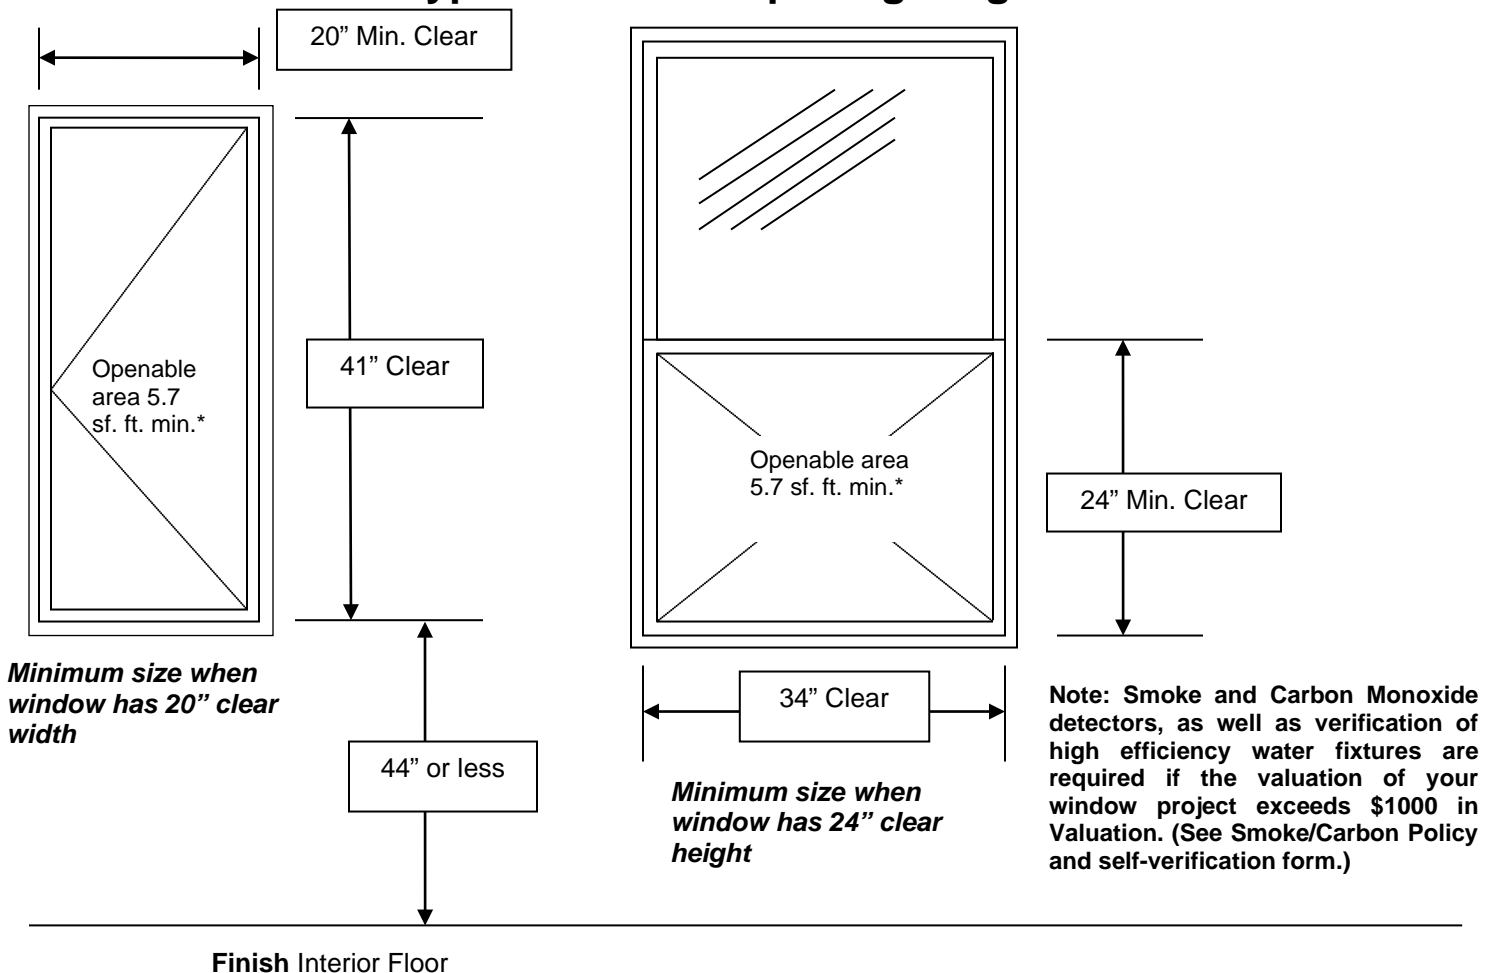 20” Min. Clear
41” Clear
Openable
area 5.7
sf. ft. min.*
Openable area
5.7 sf. ft. min.*
24” Min. Clear
Minimum size when
window has 20” clear
width
34” Clear
44” or less
Minimum size when
window has 24” clear
height
Note: Smoke and Carbon Monoxide
detectors, as well as verification of
high efficiency water fixtures are
required if the valuation of your
window project exceeds $1000 in
Valuation. (See Smoke/Carbon Policy
and self-verification form.)
Finish Interior Floor